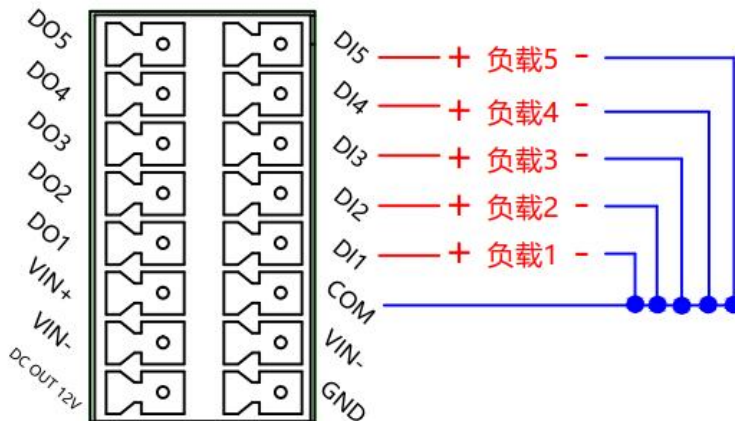 DO5
DO4
DO3
DO2
DO1
VIN+
VIN-
DC OUT 12V
DI5 + 负载5 -
DI4 + 负载4 -
DI3 + 负载3 -
DI2 + 负载2 -
DI1 + 负载1 -
COM
VIN-
GND